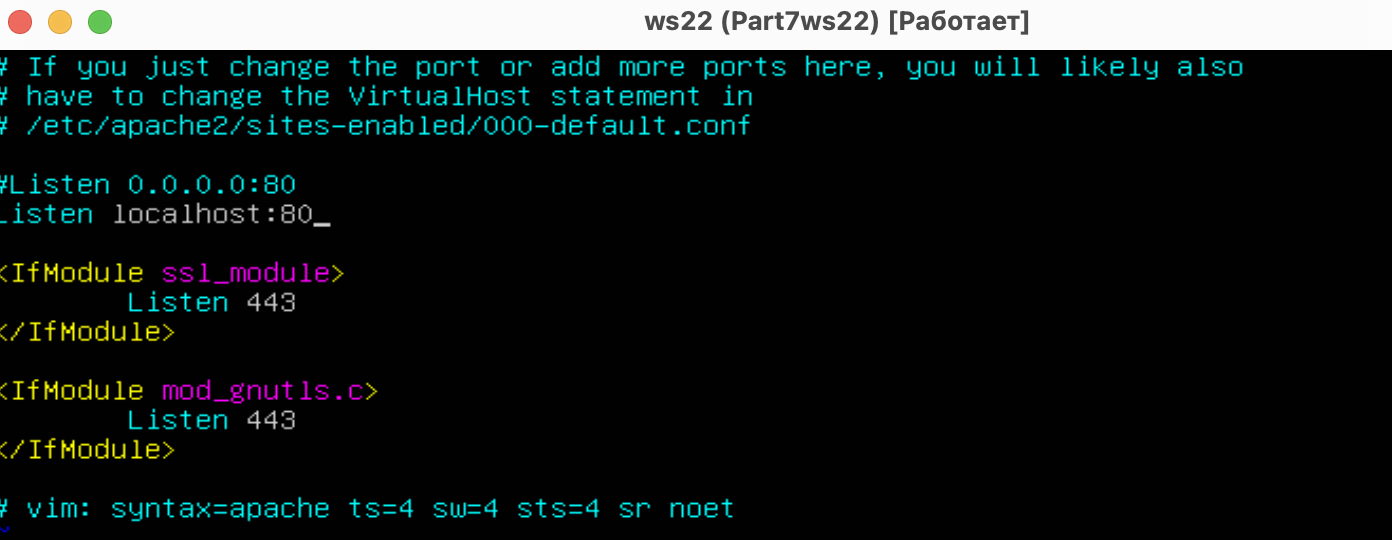 ws22 (Part7ws22) [Работает]
# If you just change the port or add more ports here, you will likely also
# have to change the VirtualHost statement in
# /etc/apache2/sites-enabled/000-default.conf
#Listen 0.0.0.0:80
Listen localhost:80_
<IfModule ssl_module>
Listen 443
</IfModule>
<IfModule mod_gnutls.c>
Listen 443
</IfModule>
# vim: syntax=apache ts=4 sw=4 sts=4 sr noet
~